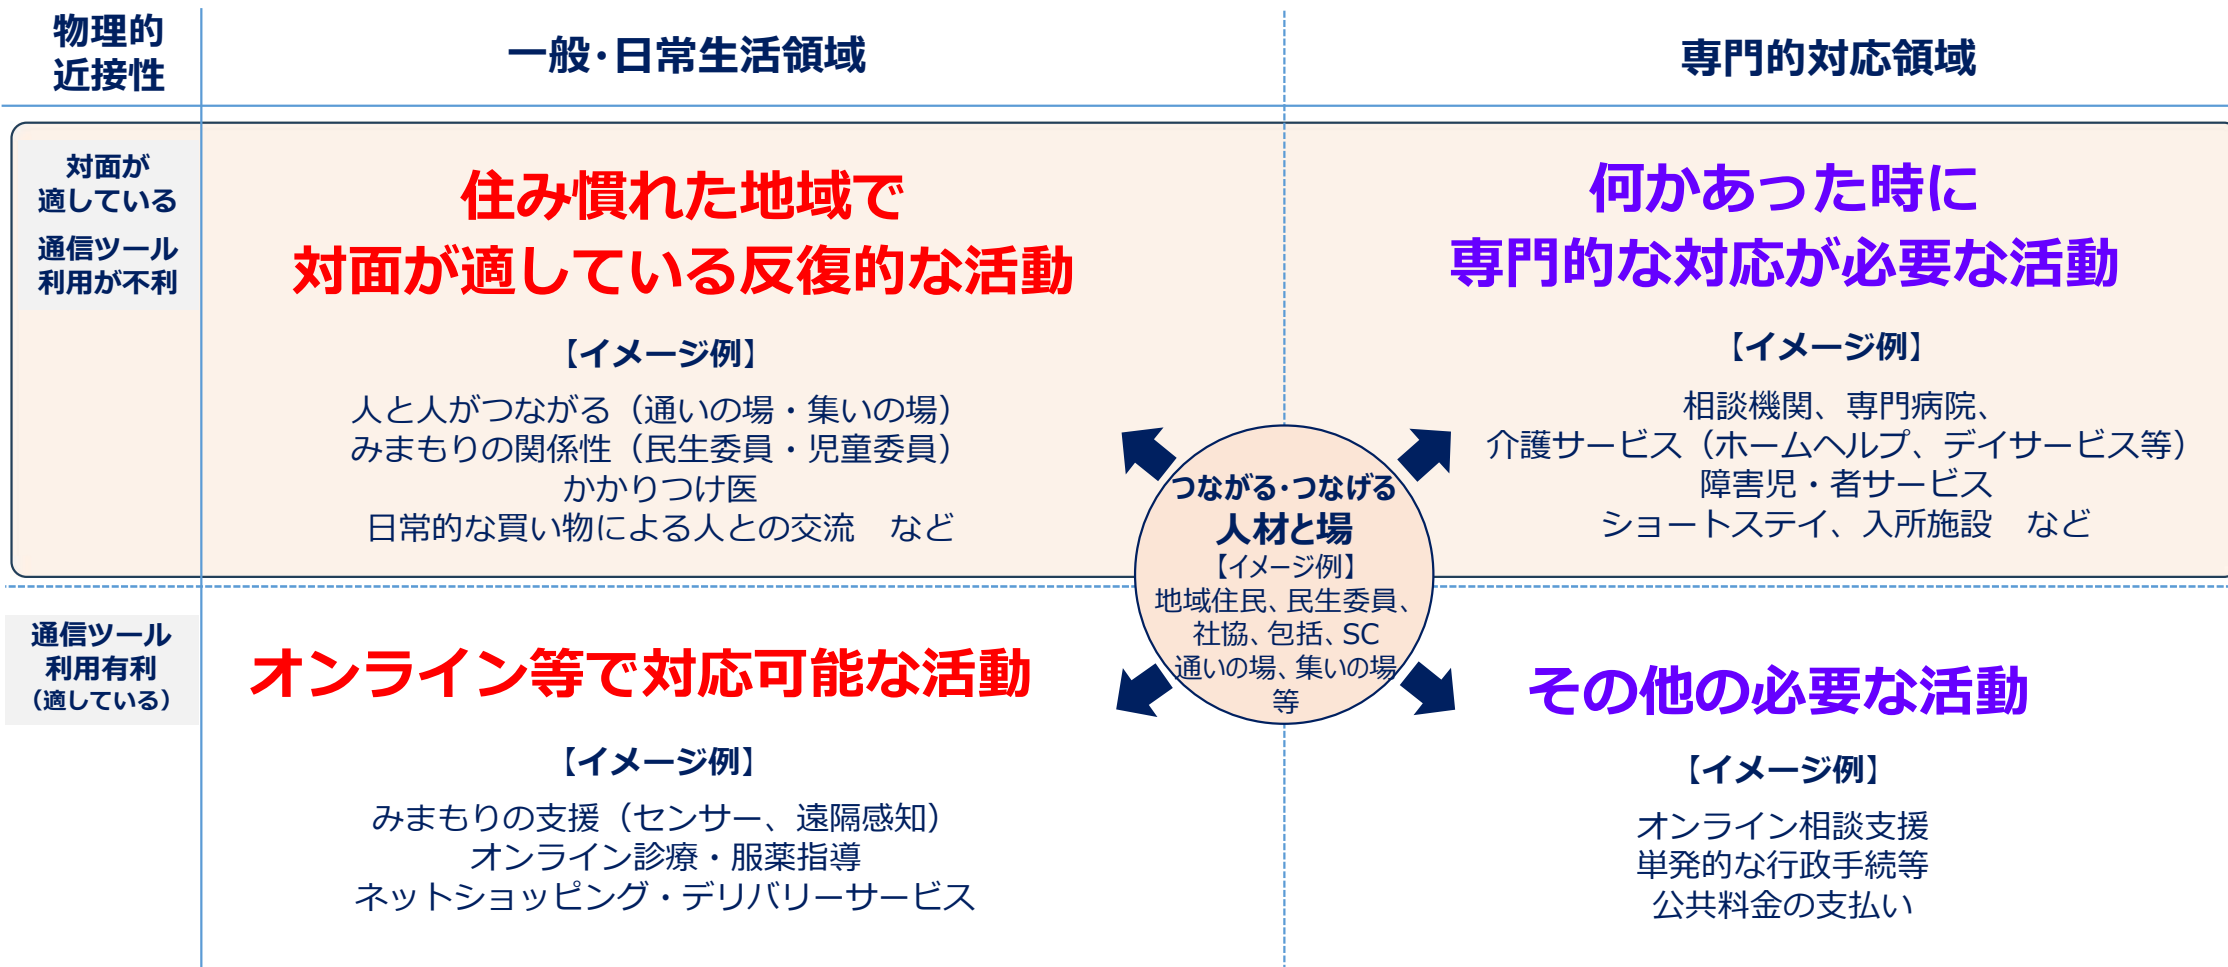 物理的
近接性
一般･日常生活領域
専門的対応領域
対面が
適している
通信ツール
利用が不利
住み慣れた地域で
対面が適している反復的な活動
【イメージ例】
人と人がつながる（通いの場・集いの場）
みまもりの関係性（民生委員・児童委員）
かかりつけ医
日常的な買い物による人との交流　など
何かあった時に
専門的な対応が必要な活動
【イメージ例】
相談機関、専門病院、
介護サービス（ホームヘルプ、デイサービス等）
障害児・者サービス
ショートステイ、入所施設　など
つながる･つなげる
人材と場
【イメージ例】
地域住民、民生委員、
社協、包括、SC
通いの場、集いの場
等
通信ツール
利用有利
（適している）
オンライン等で対応可能な活動
【イメージ例】
みまもりの支援（センサー、遠隔感知）
オンライン診療・服薬指導
ネットショッピング・デリバリーサービス
その他の必要な活動
【イメージ例】
オンライン相談支援
単発的な行政手続等
公共料金の支払い